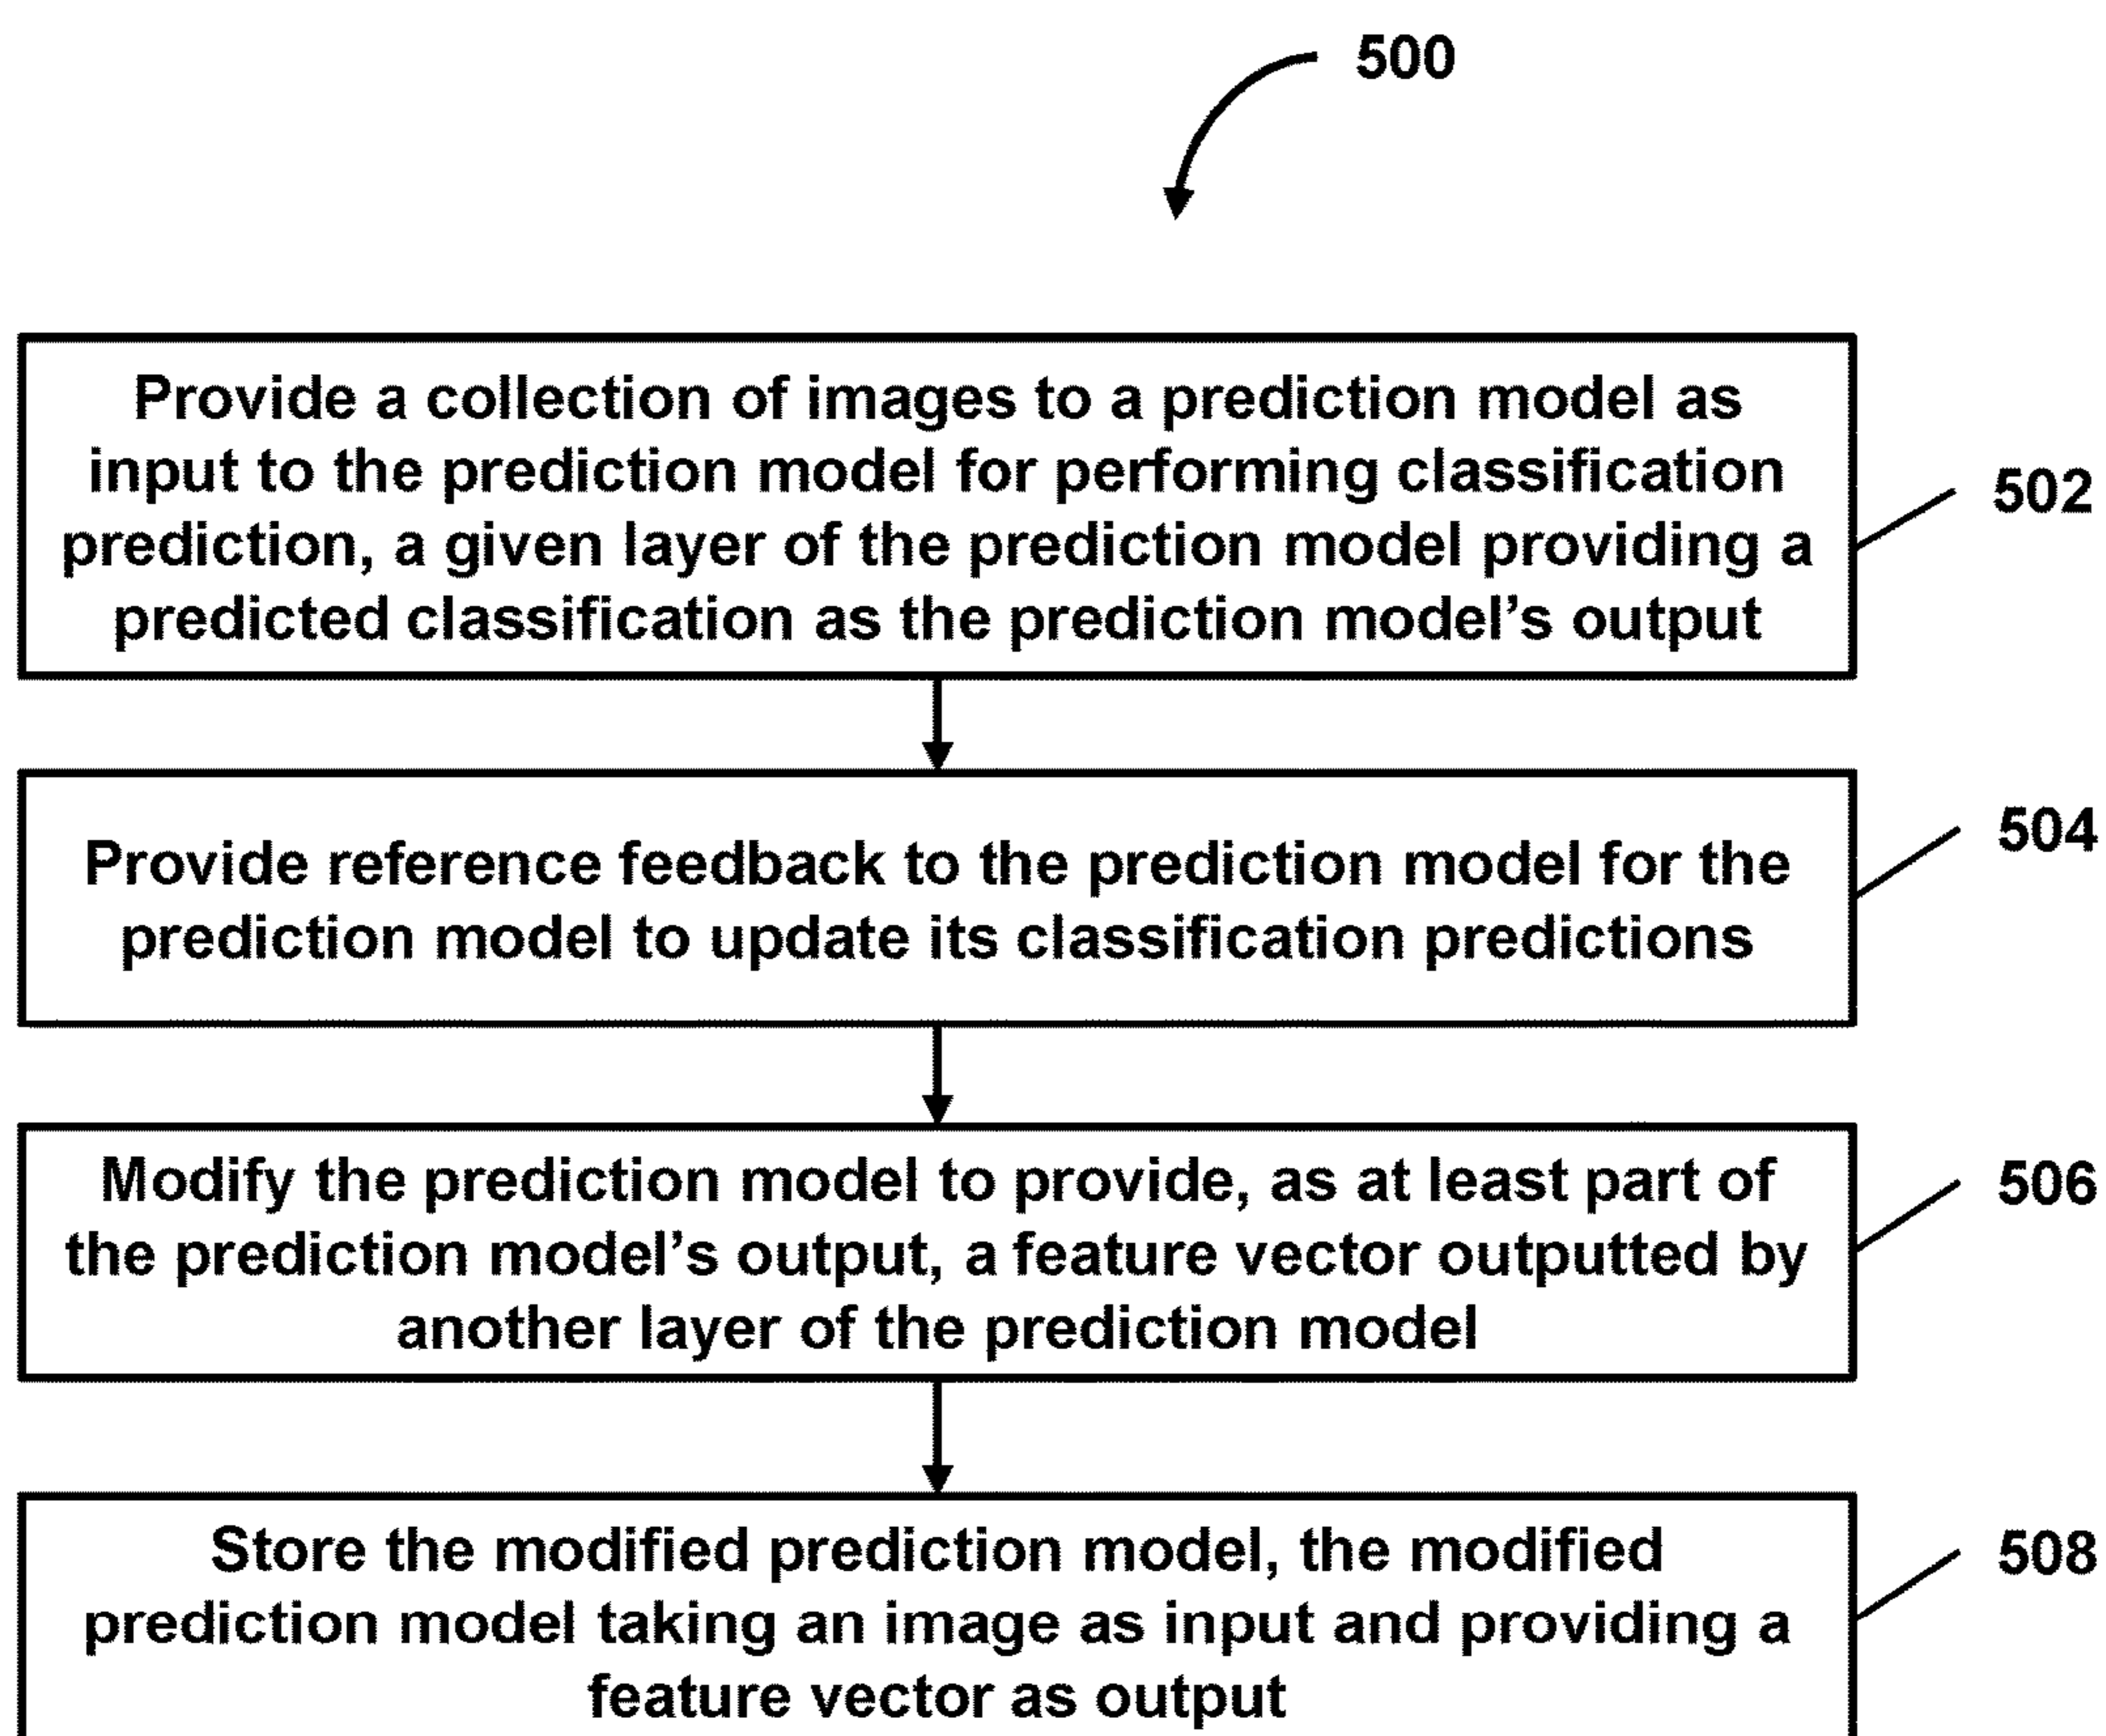 500
Provide a collection of images to a prediction model as
input to the prediction model for performing classification
prediction, a given layer of the prediction model providing a
predicted classification as the prediction model's output
502
Provide reference feedback to the prediction model for the
prediction model to update its classification predictions
504
Modify the prediction model to provide, as at least part of
the prediction model's output, a feature vector outputted by
another layer of the prediction model
506
Store the modified prediction model, the modified
prediction model taking an image as input and providing a
feature vector as output
508